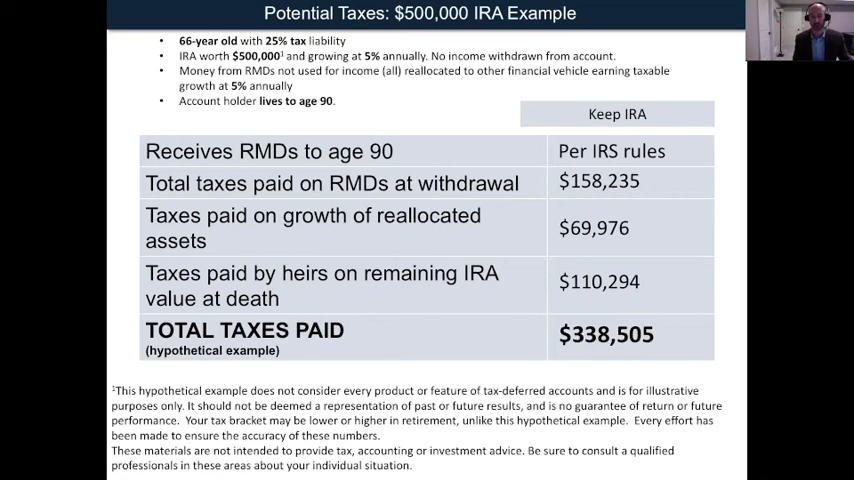 Potential Taxes: $500,000 IRA Example
• 66-year old with 25% tax liability
• IRA worth $500,000¹ and growing at 5% annually. No income withdrawn from account.
• Money from RMDs not used for income (all) reallocated to other financial vehicle earning taxable
growth at 5% annually
• Account holder lives to age 90.
Keep IRA
Receives RMDs to age 90 Per IRS rules
Total taxes paid on RMDs at withdrawal $158,235
Taxes paid on growth of reallocated
assets $69,976
Taxes paid by heirs on remaining IRA
value at death $110,294
TOTAL TAXES PAID $338,505
(hypothetical example)
¹This hypothetical example does not consider every product or feature of tax-deferred accounts and is for illustrative
purposes only. It should not be deemed a representation of past or future results, and is no guarantee of return or future
performance. Your tax bracket may be lower or higher in retirement, unlike this hypothetical example. Every effort has
been made to ensure the accuracy of these numbers.
These materials are not intended to provide tax, accounting or investment advice. Be sure to consult a qualified
professionals in these areas about your individual situation.